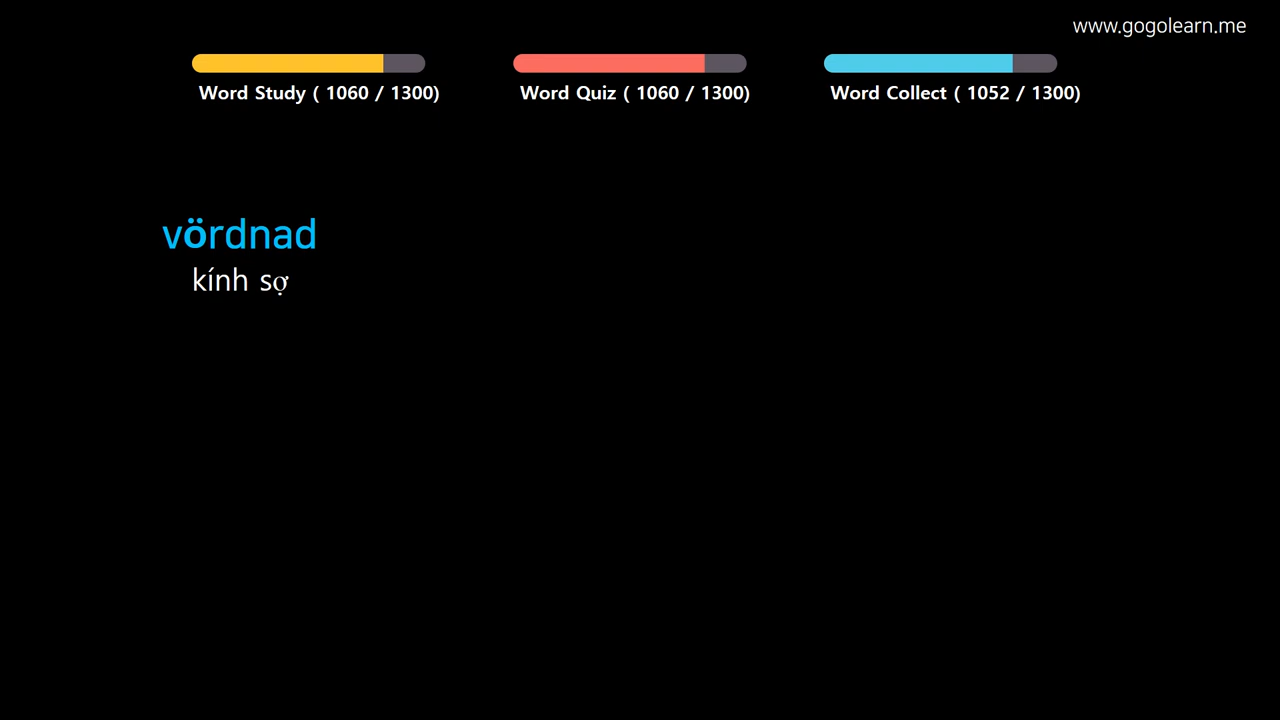 www.gogolearn.me
Word Study ( 1060 / 1300)
Word Quiz ( 1060 / 1300)
Word Collect ( 1052 / 1300)
vördnad
kính sợ